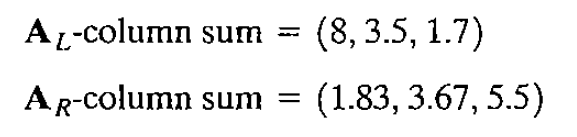 A_L-column sum = (8, 3.5, 1.7)
A_R-column sum = (1.83, 3.67, 5.5)